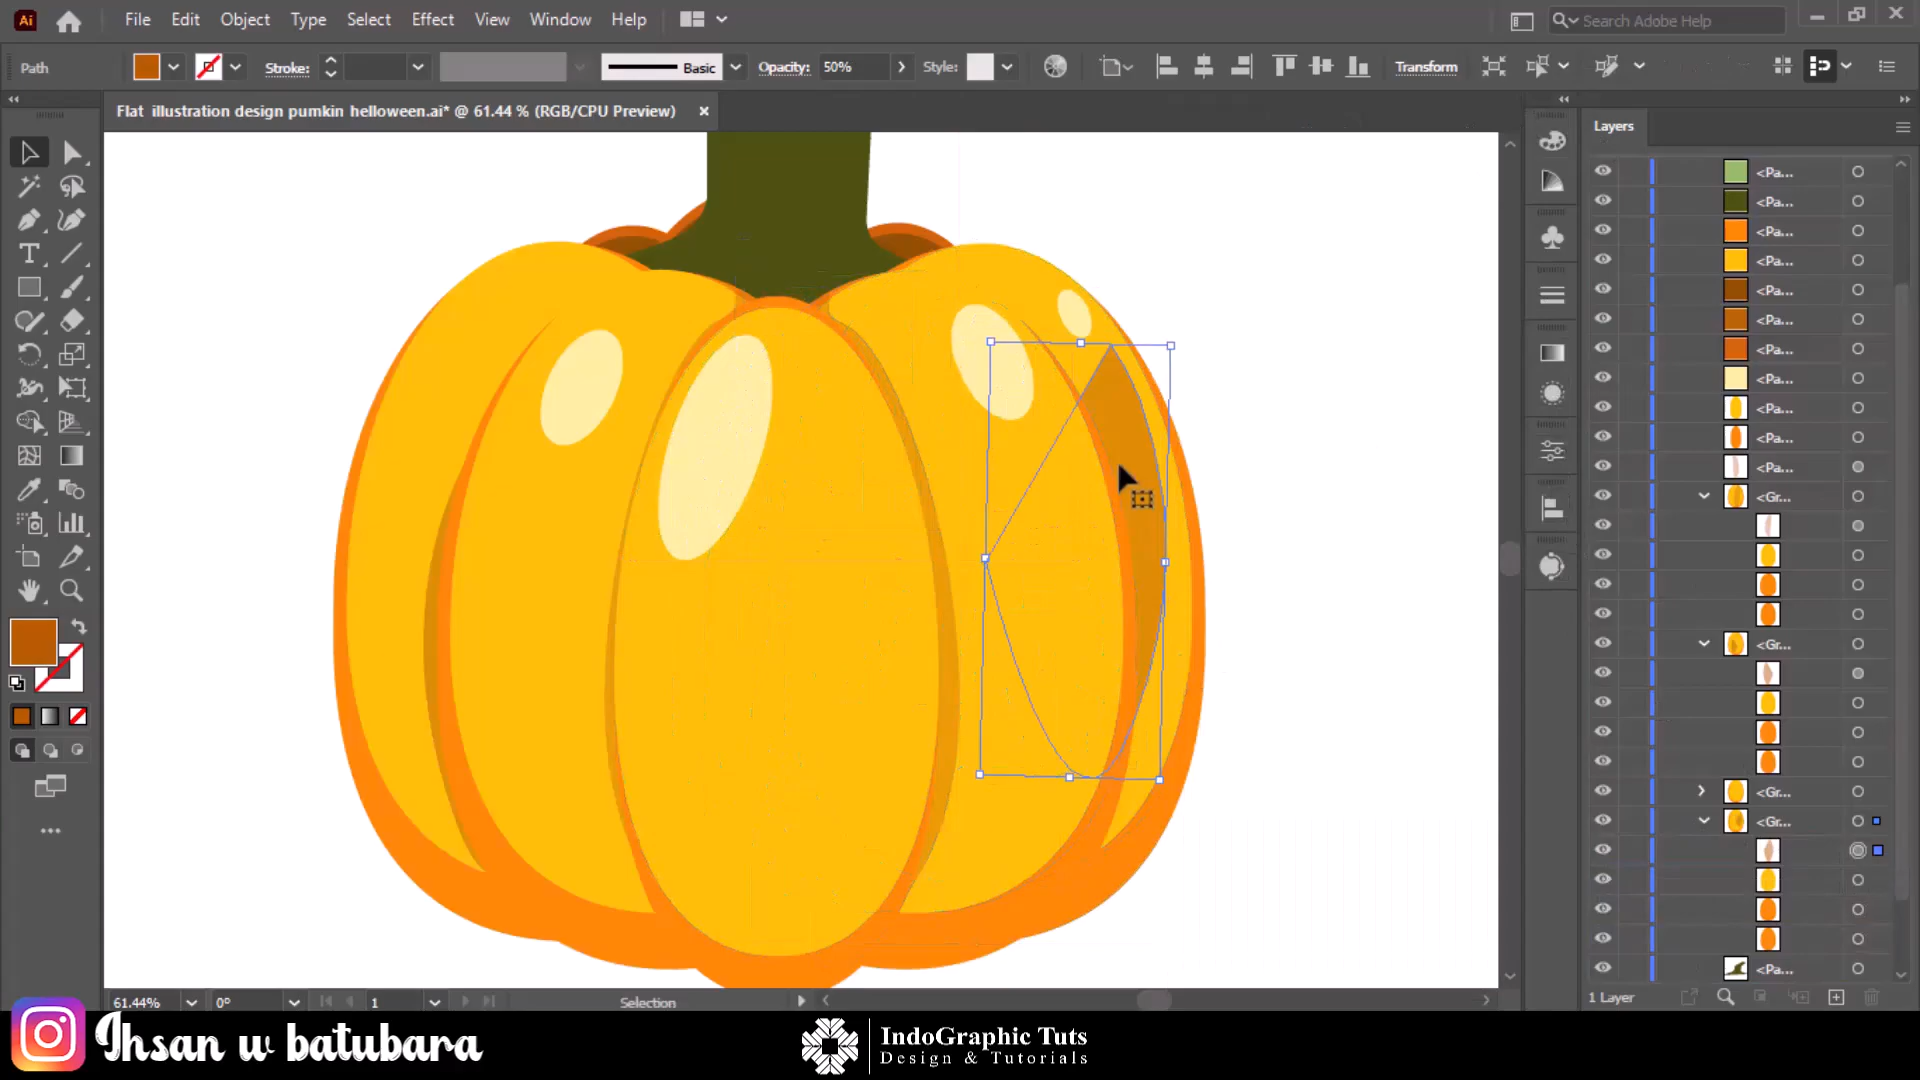 Ai File Edit Object Type Select Effect View Window Help Search Adobe Help
Path Stroke: Basic Opacity: 50% Style: Transform
Flat illustration design pumkin helloween.ai* @ 61.44 % (RGB/CPU Preview) ×
Layers
<Pa...
<Pa...
<Pa...
<Pa...
<Pa...
<Pa...
<Pa...
<Pa...
<Pa...
<Pa...
<Pa...
<Gr...
<Gr...
<Gr...
<Gr...
<Pa...
61.44% 0° 1 Selection 1 Layer
Ihsan w batubara
IndoGraphic Tuts
Design & Tutorials